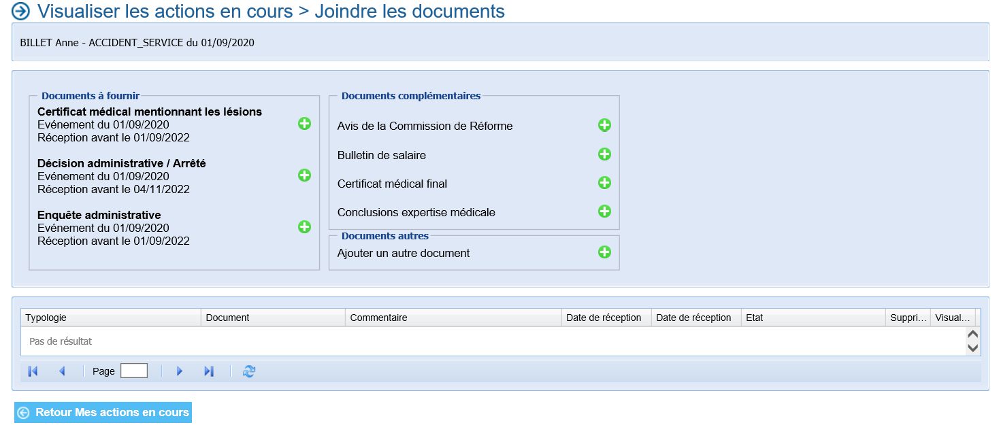 Visualiser les actions en cours > Joindre les documents
BILLET Anne - ACCIDENT_SERVICE du 01/09/2020
Documents à fournir
Certificat médical mentionnant les lésions
Evénement du 01/09/2020
Réception avant le 01/09/2022
Décision administrative / Arrêté
Evénement du 01/09/2020
Réception avant le 04/11/2022
Enquête administrative
Evénement du 01/09/2020
Réception avant le 01/09/2022
Documents complémentaires
Avis de la Commission de Réforme
Bulletin de salaire
Certificat médical final
Conclusions expertise médicale
Documents autres
Ajouter un autre document
Typologie Document Commentaire Date de réception Date de réception Etat Suppri... Visual...
Pas de résultat
Page
Retour Mes actions en cours